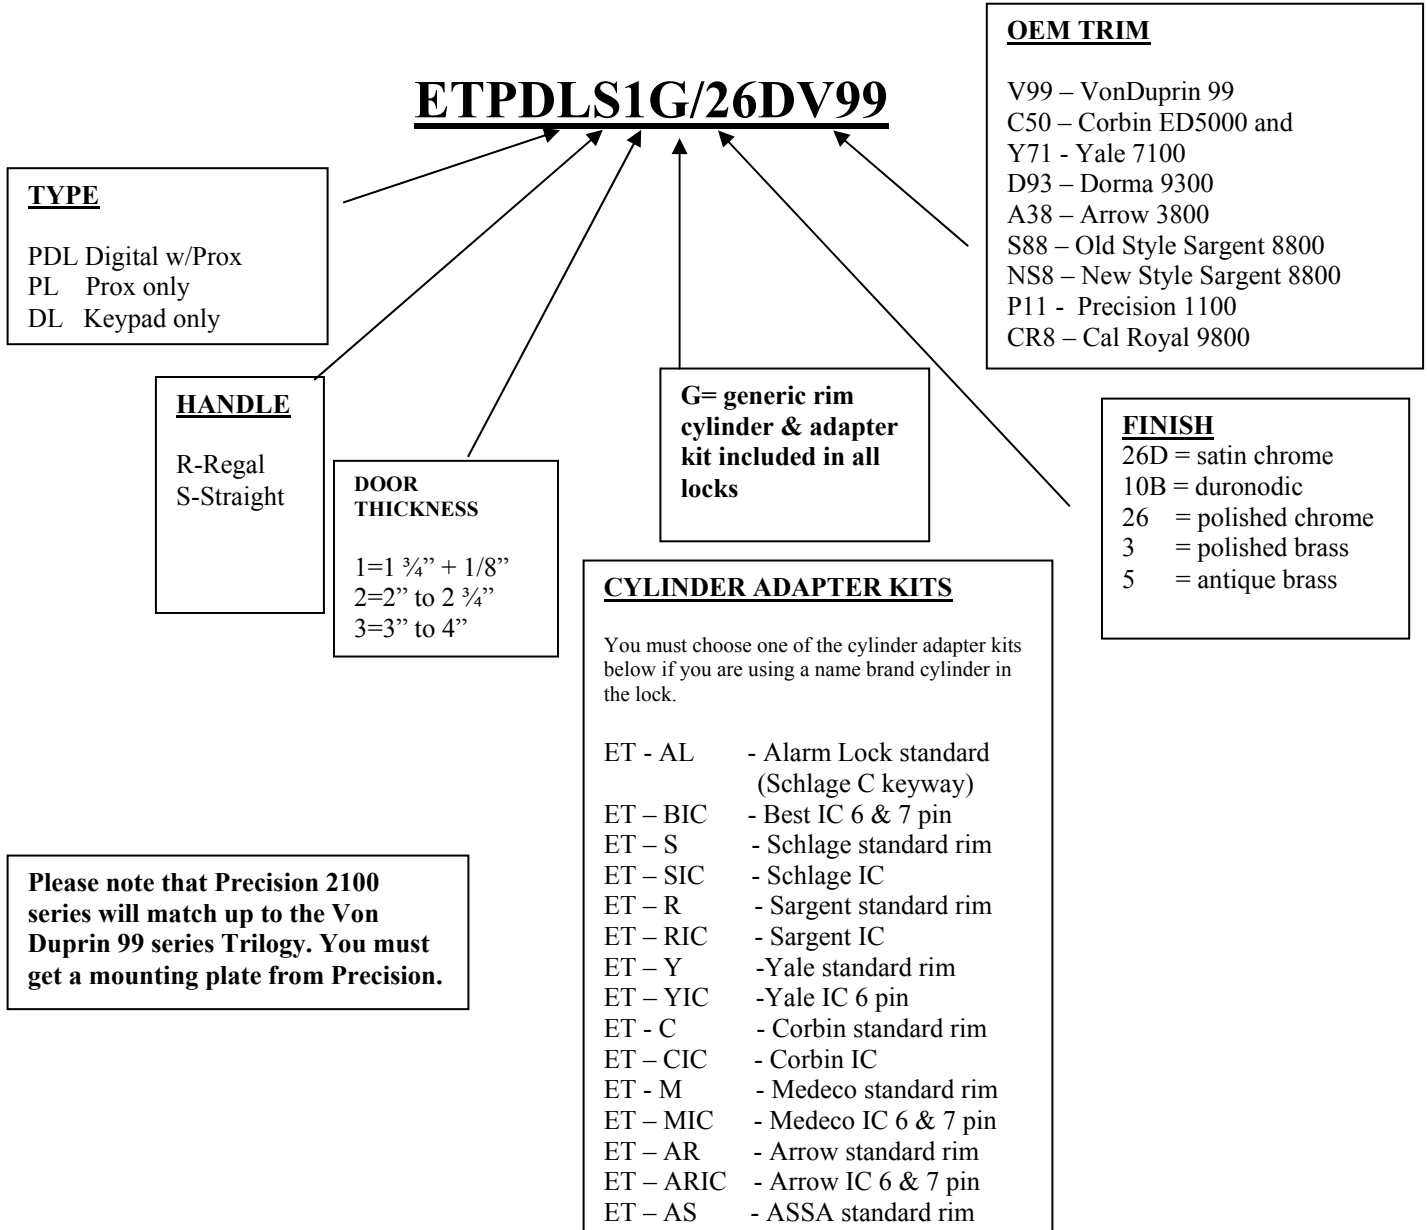 ETPDLS1G/26DV99
OEM TRIM
V99 – VonDuprin 99
C50 – Corbin ED5000 and
Y71 - Yale 7100
D93 – Dorma 9300
A38 – Arrow 3800
S88 – Old Style Sargent 8800
NS8 – New Style Sargent 8800
P11 - Precision 1100
CR8 – Cal Royal 9800
TYPE
PDL Digital w/Prox
PL Prox only
DL Keypad only
HANDLE
R-Regal
S-Straight
DOOR
THICKNESS
1=1 ¾” + 1/8”
2=2” to 2 ¾”
3=3” to 4”
G= generic rim
cylinder & adapter
kit included in all
locks
FINISH
26D = satin chrome
10B = duronodic
26 = polished chrome
3 = polished brass
5 = antique brass
CYLINDER ADAPTER KITS
You must choose one of the cylinder adapter kits
below if you are using a name brand cylinder in
the lock.
ET - AL - Alarm Lock standard
(Schlage C keyway)
ET – BIC - Best IC 6 & 7 pin
ET – S - Schlage standard rim
ET – SIC - Schlage IC
ET – R - Sargent standard rim
ET – RIC - Sargent IC
ET – Y -Yale standard rim
ET – YIC -Yale IC 6 pin
ET - C - Corbin standard rim
ET – CIC - Corbin IC
ET - M - Medeco standard rim
ET – MIC - Medeco IC 6 & 7 pin
ET – AR - Arrow standard rim
ET – ARIC - Arrow IC 6 & 7 pin
ET – AS - ASSA standard rim
Please note that Precision 2100
series will match up to the Von
Duprin 99 series Trilogy. You must
get a mounting plate from Precision.